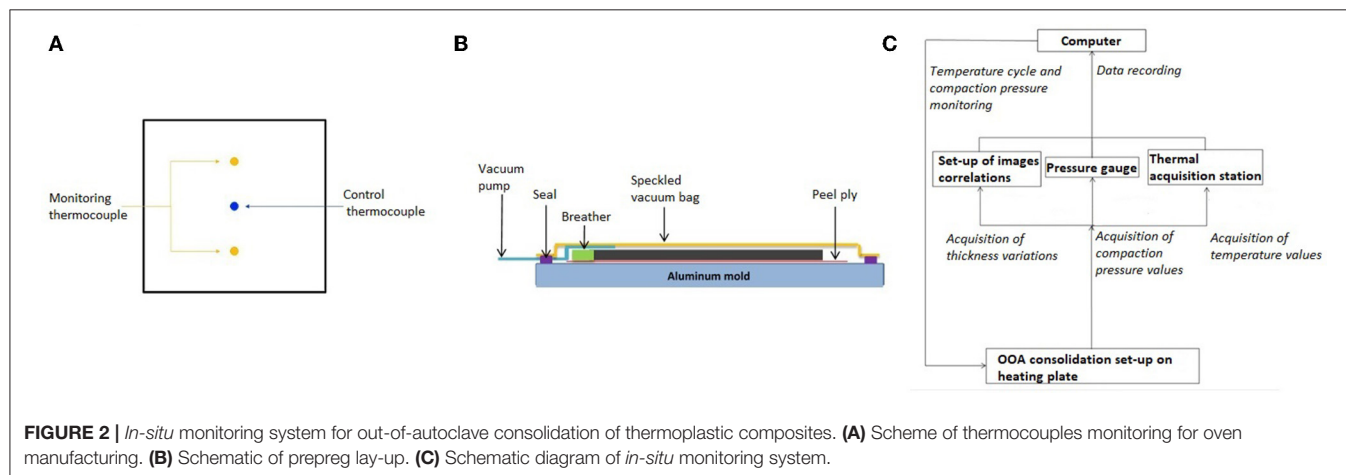 A
Monitoring
thermocouple
Control
thermocouple
B
Vacuum
pump
Seal
Breather
Speckled
vacuum bag
Peel ply
Aluminum mold
C
Computer
Temperature cycle and
compaction pressure
monitoring
Data recording
Set-up of images
correlations
Pressure gauge
Thermal
acquisition station
Acquisition of
thickness variations
Acquisition of
compaction
pressure values
Acquisition of
temperature values
OOA consolidation set-up on
heating plate
FIGURE 2 | In-situ monitoring system for out-of-autoclave consolidation of thermoplastic composites. (A) Scheme of thermocouples monitoring for oven
manufacturing. (B) Schematic of prepreg lay-up. (C) Schematic diagram of in-situ monitoring system.